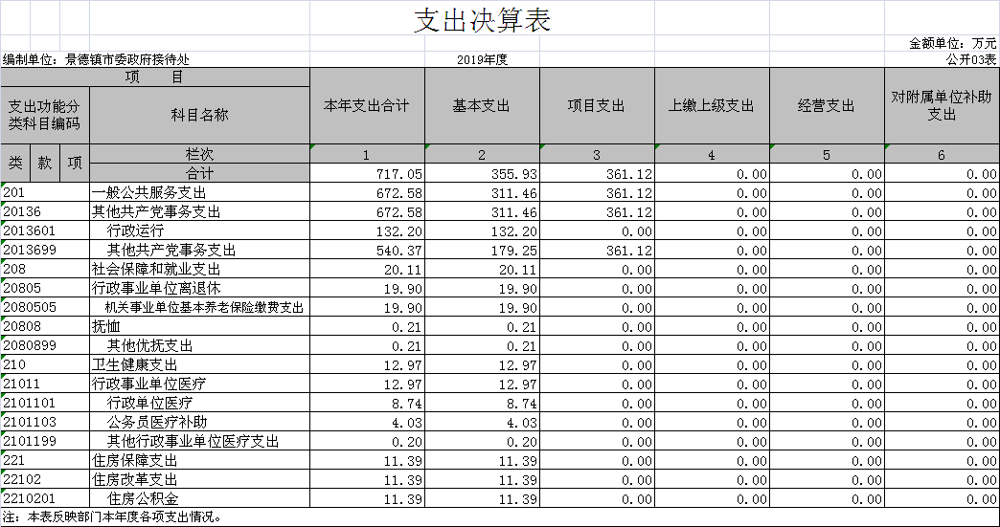 支出决算表
金额单位：万元
编制单位：景德镇市委政府接待处 2019年度 公开03表
项 目 本年支出合计 基本支出 项目支出 上缴上级支出 经营支出 对附属单位补助支出
支出功能分类科目编码 科目名称
类 款 项 栏次 1 2 3 4 5 6
合计 717.05 355.93 361.12 0.00 0.00 0.00
201 一般公共服务支出 672.58 311.46 361.12 0.00 0.00 0.00
20136 其他共产党事务支出 672.58 311.46 361.12 0.00 0.00 0.00
2013601 行政运行 132.20 132.20 0.00 0.00 0.00 0.00
2013699 其他共产党事务支出 540.37 179.25 361.12 0.00 0.00 0.00
208 社会保障和就业支出 20.11 20.11 0.00 0.00 0.00 0.00
20805 行政事业单位离退休 19.90 19.90 0.00 0.00 0.00 0.00
2080505 机关事业单位基本养老保险缴费支出 19.90 19.90 0.00 0.00 0.00 0.00
20808 抚恤 0.21 0.21 0.00 0.00 0.00 0.00
2080899 其他优抚支出 0.21 0.21 0.00 0.00 0.00 0.00
210 卫生健康支出 12.97 12.97 0.00 0.00 0.00 0.00
21011 行政事业单位医疗 12.97 12.97 0.00 0.00 0.00 0.00
2101101 行政单位医疗 8.74 8.74 0.00 0.00 0.00 0.00
2101103 公务员医疗补助 4.03 4.03 0.00 0.00 0.00 0.00
2101199 其他行政事业单位医疗支出 0.20 0.20 0.00 0.00 0.00 0.00
221 住房保障支出 11.39 11.39 0.00 0.00 0.00 0.00
22102 住房改革支出 11.39 11.39 0.00 0.00 0.00 0.00
2210201 住房公积金 11.39 11.39 0.00 0.00 0.00 0.00
注：本表反映部门本年度各项支出情况。